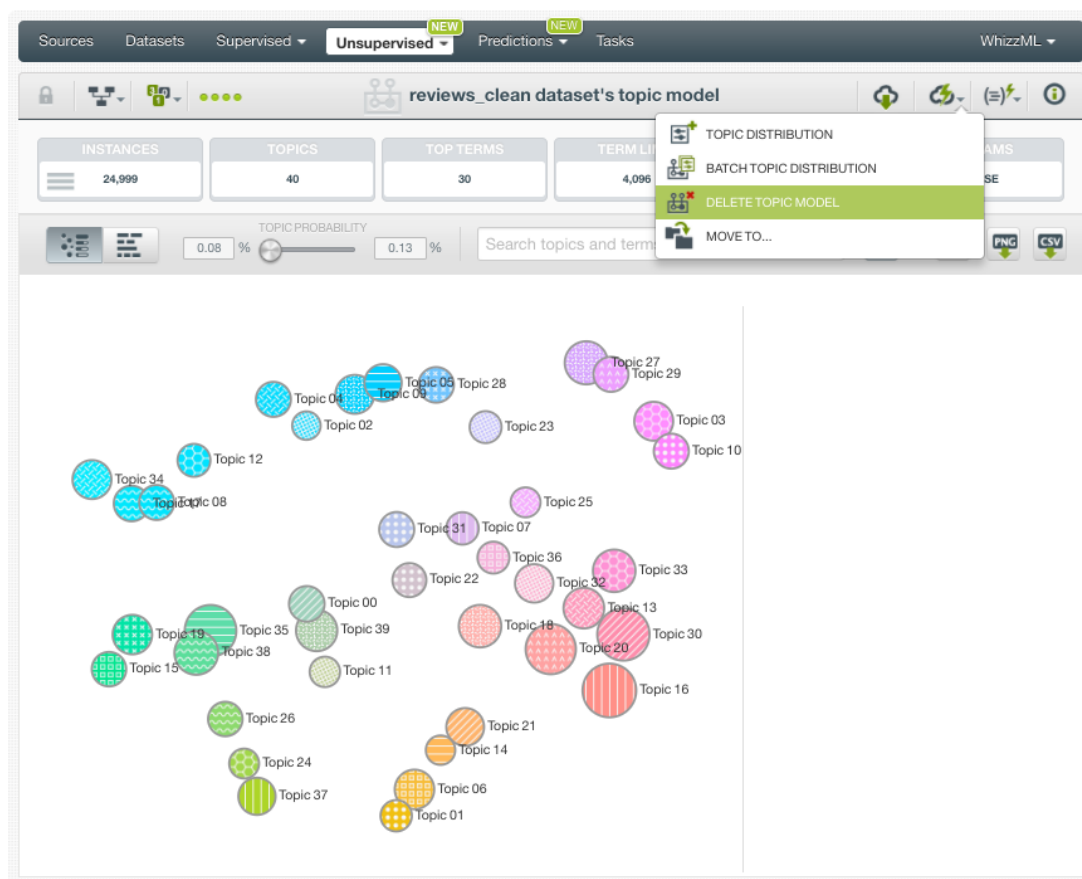 NEW NEW
Sources Datasets Supervised Unsupervised Predictions Tasks WhizzML
reviews_clean dataset's topic model
INSTANCES TOPICS TOP TERMS
24,999 40 30 4,096
TOPIC DISTRIBUTION
BATCH TOPIC DISTRIBUTION
DELETE TOPIC MODEL
MOVE TO...
TOPIC PROBABILITY
0.08 % 0.13 % Search topics and PNG CSV
Topic 27
Topic 29
Topic 05 Topic 28
Topic 09
Topic 04
Topic 03
Topic 02 Topic 23
Topic 10
Topic 12
Topic 34
Topic 17 Topic 08 Topic 25
Topic 31 Topic 07
Topic 36
Topic 33
Topic 22 Topic 32
Topic 00
Topic 13
Topic 18
Topic 19 Topic 35 Topic 39 Topic 30
Topic 38 Topic 20
Topic 15 Topic 11
Topic 16
Topic 26 Topic 21
Topic 14
Topic 24
Topic 37 Topic 06
Topic 01